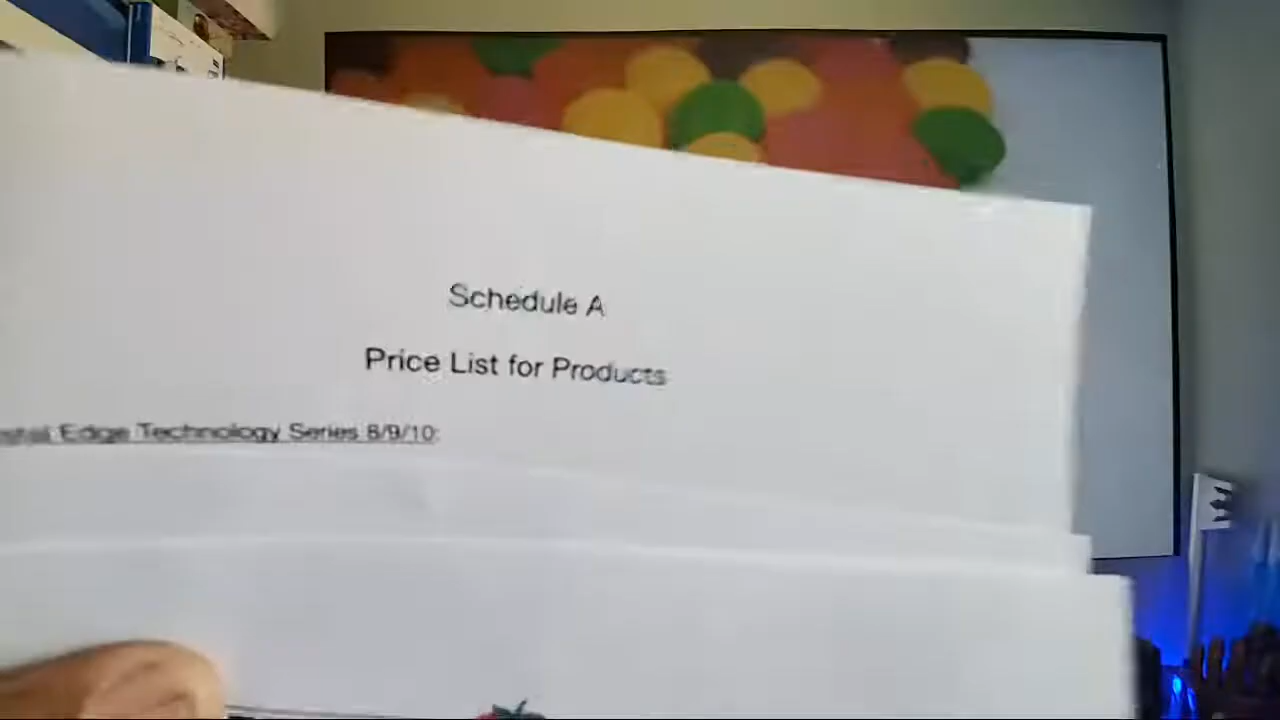 Schedule A
Price List for Products
Edge Technology Series 8/9/10: